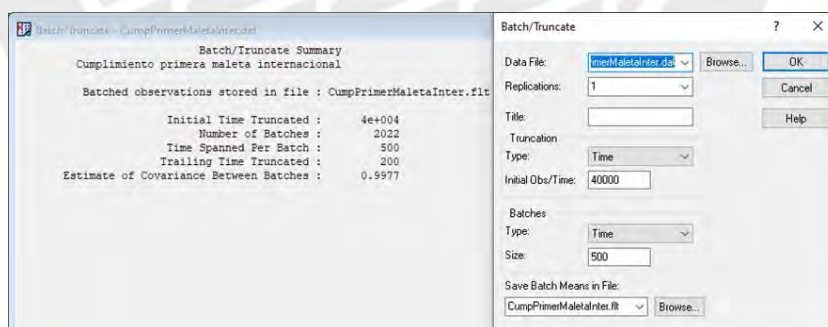 Batch/Truncate - CumpPrimerMaletaInter.dat
Batch/Truncate Summary
Cumplimiento primera maleta internacional
Batched observations stored in file : CumpPrimerMaletaInter.flt
Initial Time Truncated : 4e+004
Number of Batches : 2022
Time Spanned Per Batch : 500
Trailing Time Truncated : 200
Estimate of Covariance Between Batches : 0.9977
Batch/Truncate ? ×
Data File: imerMaletaInter.dat Browse... OK
Replications: 1 Cancel
Title: Help
Truncation
Type: Time
Initial Obs/Time: 40000
Batches
Type: Time
Size: 500
Save Batch Means in File:
CumpPrimerMaletaInter.flt Browse...